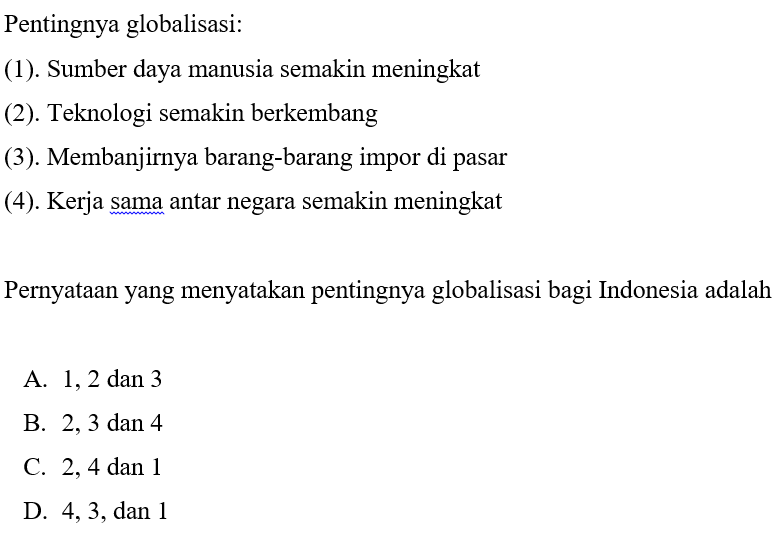 Pentingnya globalisasi:
(1). Sumber daya manusia semakin meningkat
(2). Teknologi semakin berkembang
(3). Membanjirnya barang-barang impor di pasar
(4). Kerja sama antar negara semakin meningkat
Pernyataan yang menyatakan pentingnya globalisasi bagi Indonesia adalah
A. 1, 2 dan 3
B. 2, 3 dan 4
C. 2, 4 dan 1
D. 4, 3, dan 1